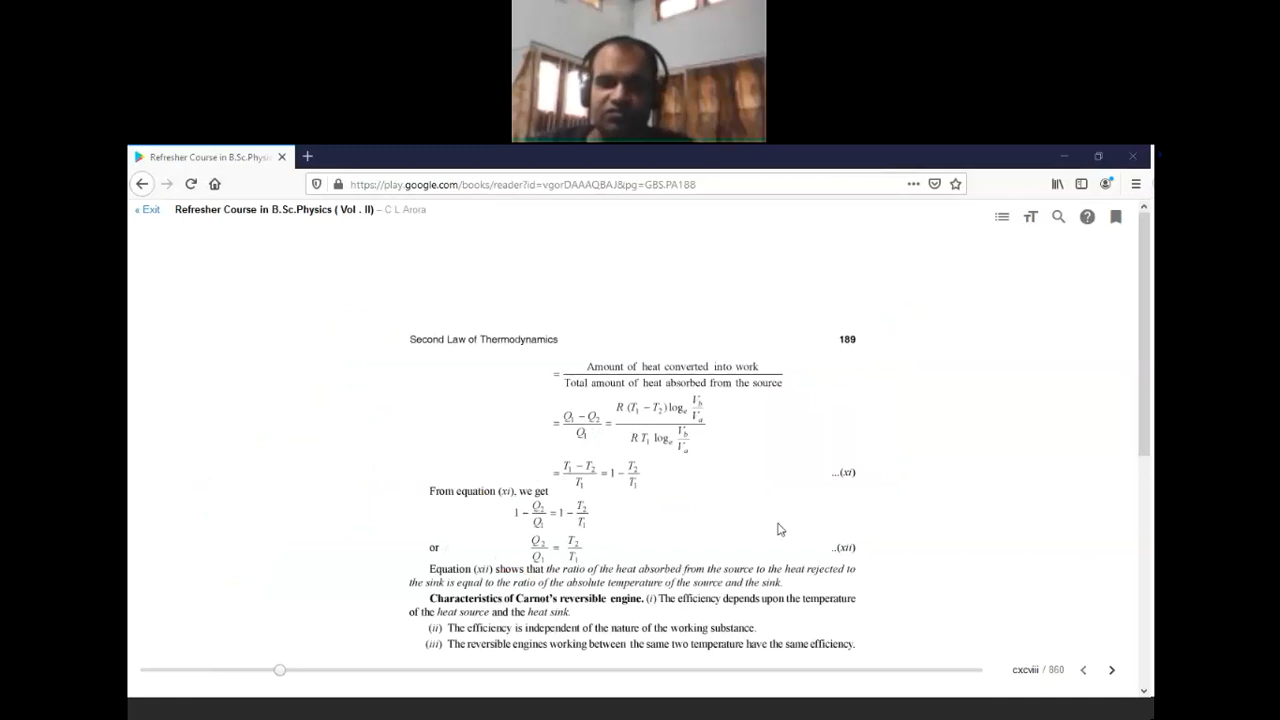 Refresher Course in B.Sc.Physi
https://play.google.com/books/reader?id=vgorDAAAQBAJ&pg=GBS.PA188
« Exit Refresher Course in B.Sc.Physics ( Vol . II) – C L Arora
Second Law of Thermodynamics 189
= Amount of heat converted into work / Total amount of heat absorbed from the source
= (Q₁ − Q₂) / Q₁ = R (T₁ − T₂) logₑ (V_b / V_a) / R T₁ logₑ (V_b / V_a)
= (T₁ − T₂) / T₁ = 1 − T₂ / T₁ ...(xi)
From equation (xi), we get
1 − Q₂ / Q₁ = 1 − T₂ / T₁
or Q₂ / Q₁ = T₂ / T₁ ..(xii)
Equation (xii) shows that the ratio of the heat absorbed from the source to the heat rejected to
the sink is equal to the ratio of the absolute temperature of the source and the sink.
Characteristics of Carnot's reversible engine. (i) The efficiency depends upon the temperature
of the heat source and the heat sink.
(ii) The efficiency is independent of the nature of the working substance.
(iii) The reversible engines working between the same two temperature have the same efficiency.
cxcviii / 860